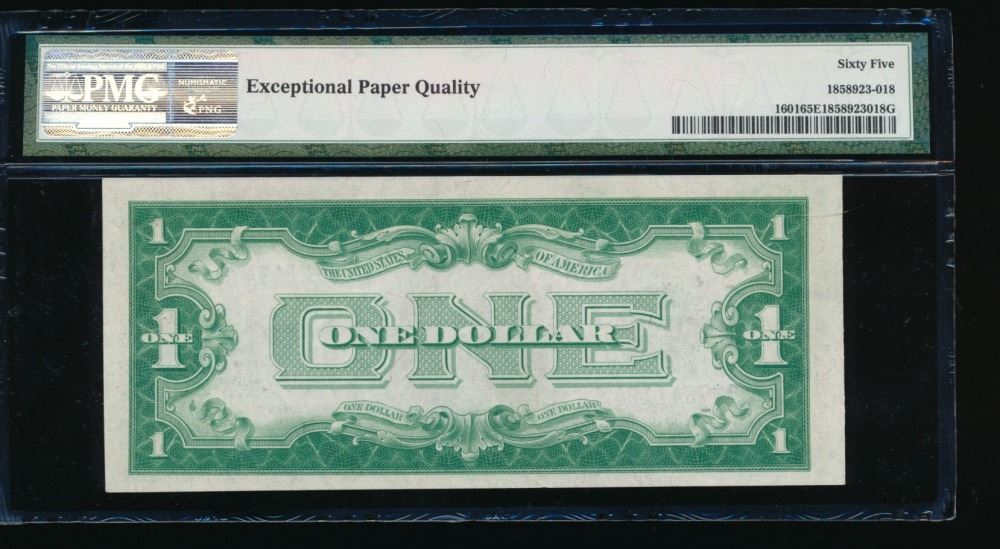 PMG
PAPER MONEY GUARANTY
NUMISMATIC
PNG
Exceptional Paper Quality
Sixty Five
1858923-018
160165E1858923018G
1 1
THE UNITED STATES OF AMERICA
ONE
1 ONE
ONE DOLLAR
1 ONE
ONE DOLLAR ONE DOLLAR
1 1